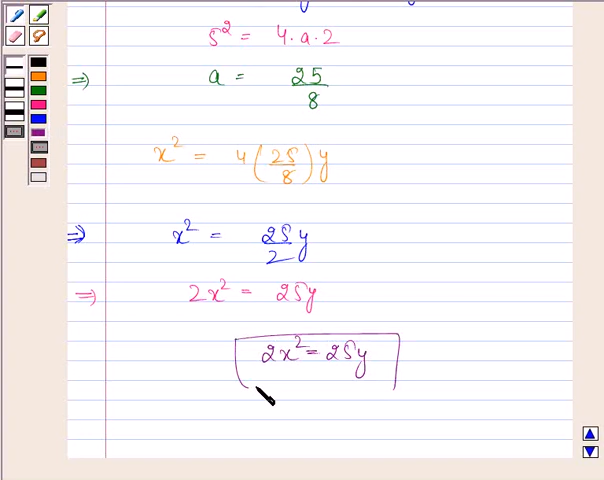 5² = 4.a.2
⇒ a = 25/8
x² = 4(25/8)y
⇒ x² = 25/2 y
⇒ 2x² = 25y
2x² = 25y